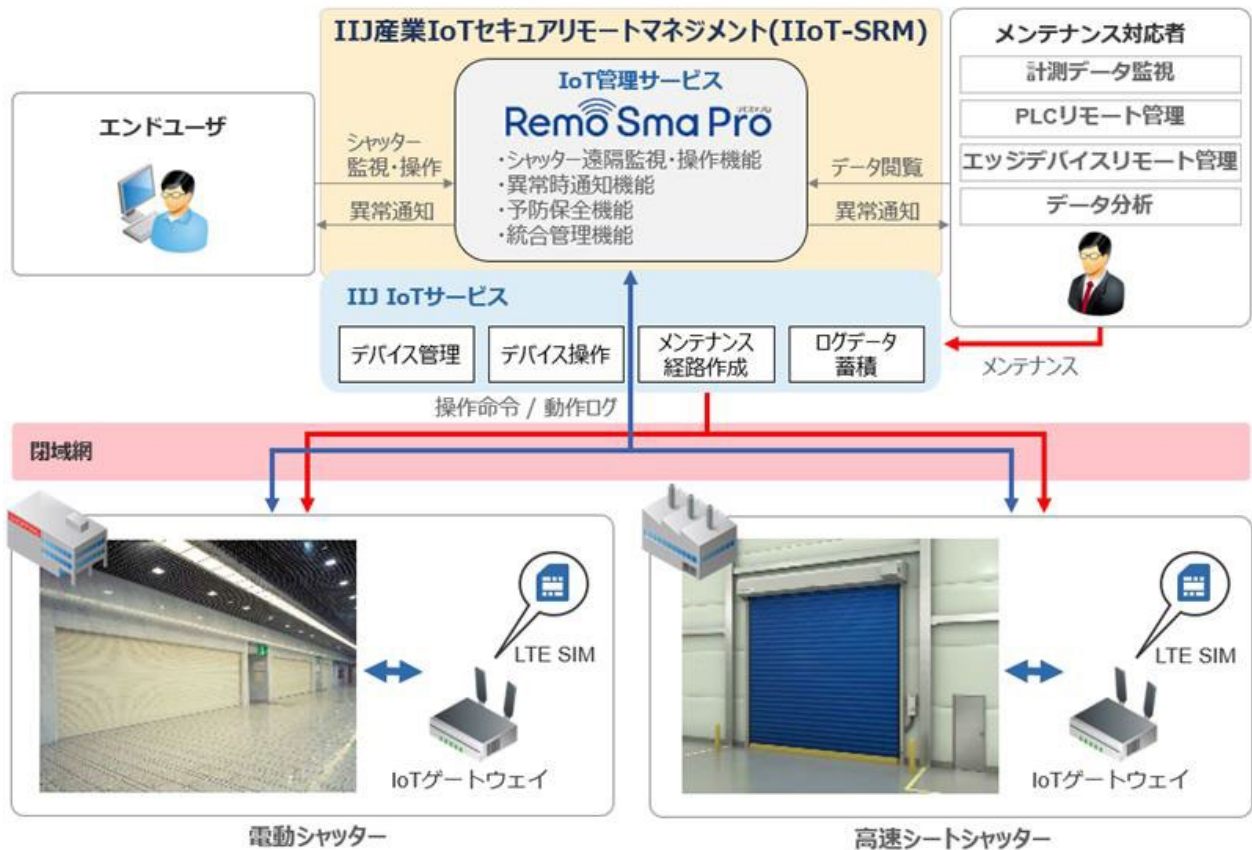 IIJ産業IoTセキュアリモートマネジメント(IIoT-SRM)
IoT管理サービス
Remo Sma Pro
・シャッター遠隔監視・操作機能
・異常時通知機能
・予防保全機能
・統合管理機能
エンドユーザ
シャッター
監視・操作
異常通知
データ閲覧
異常通知
メンテナンス対応者
計測データ監視
PLCリモート管理
エッジデバイスリモート管理
データ分析
メンテナンス
IIJ IoTサービス
デバイス管理
デバイス操作
メンテナンス
経路作成
ログデータ
蓄積
操作命令 / 動作ログ
閉域網
LTE SIM
IoTゲートウェイ
電動シャッター
LTE SIM
IoTゲートウェイ
高速シートシャッター